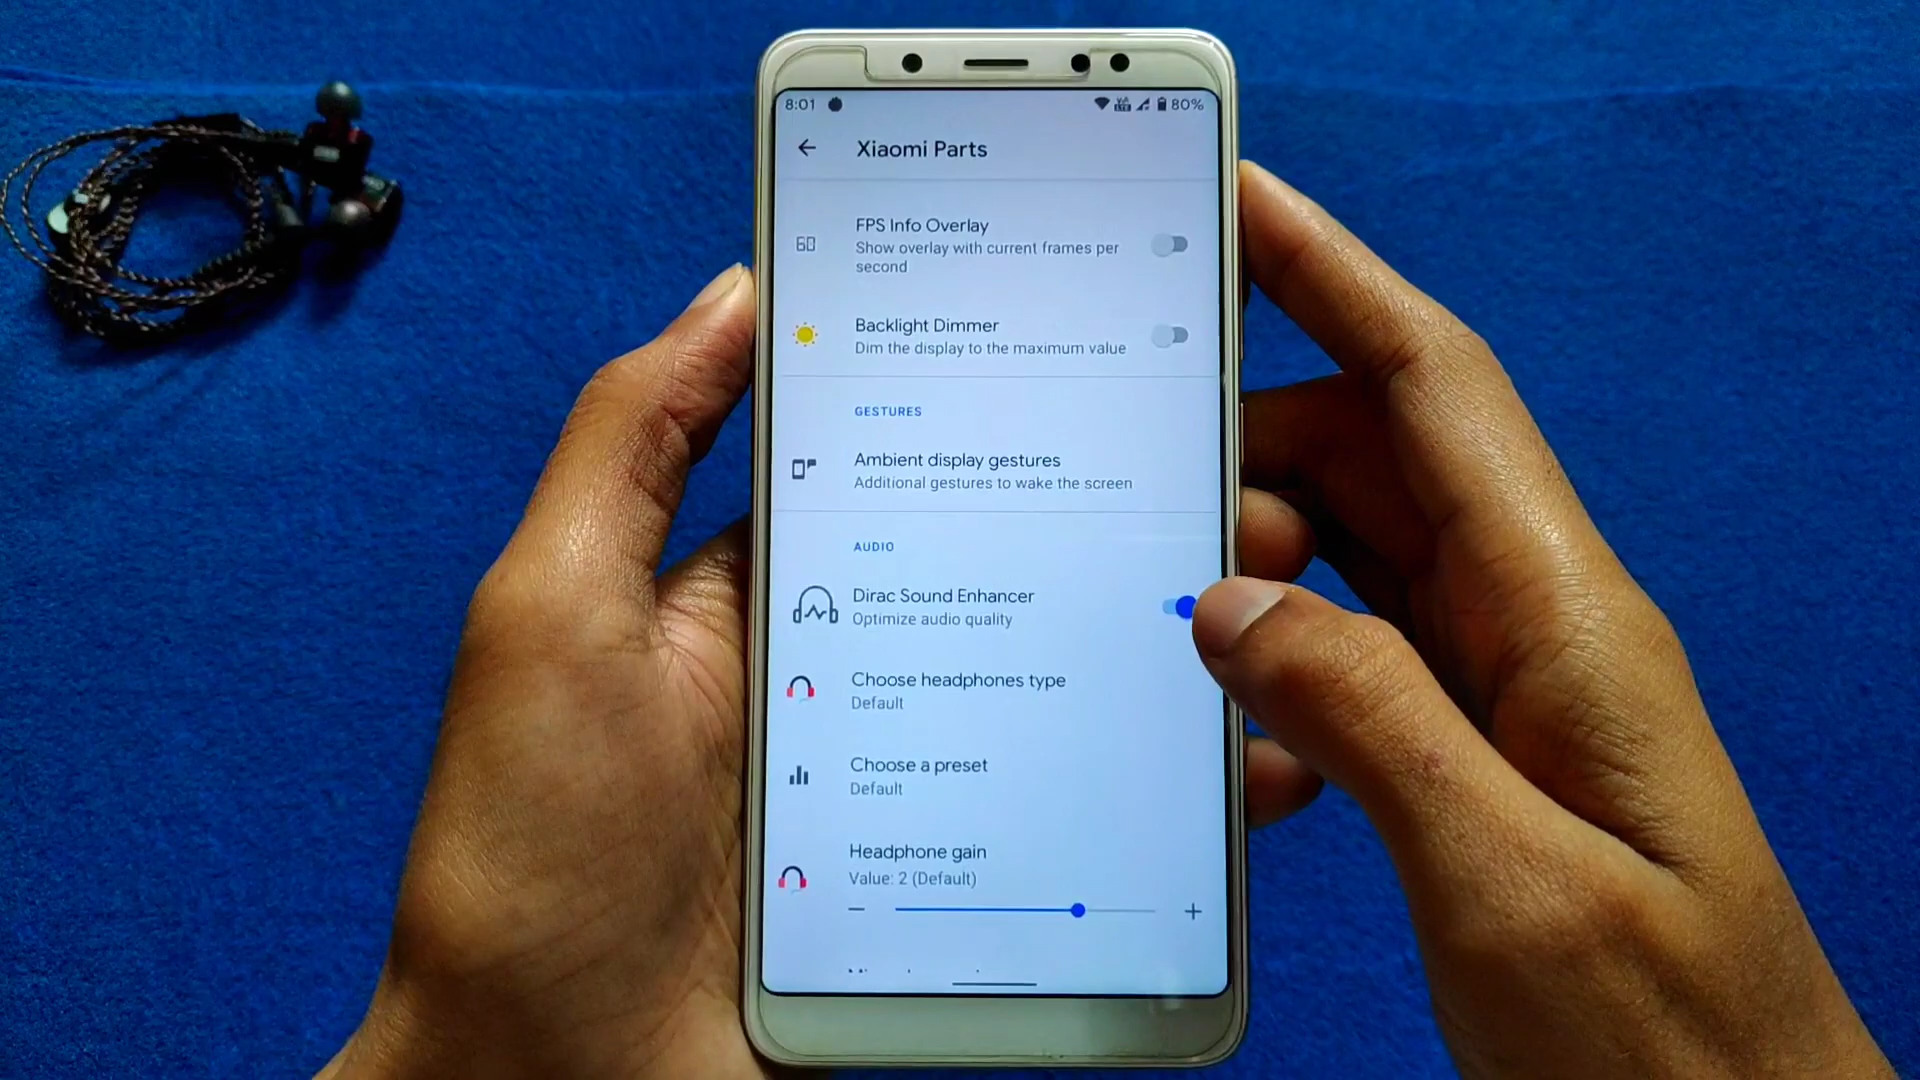 8:01
80%
Xiaomi Parts
60
FPS Info Overlay
Show overlay with current frames per
second
Backlight Dimmer
Dim the display to the maximum value
GESTURES
Ambient display gestures
Additional gestures to wake the screen
AUDIO
Dirac Sound Enhancer
Optimize audio quality
Choose headphones type
Default
Choose a preset
Default
Headphone gain
Value: 2 (Default)